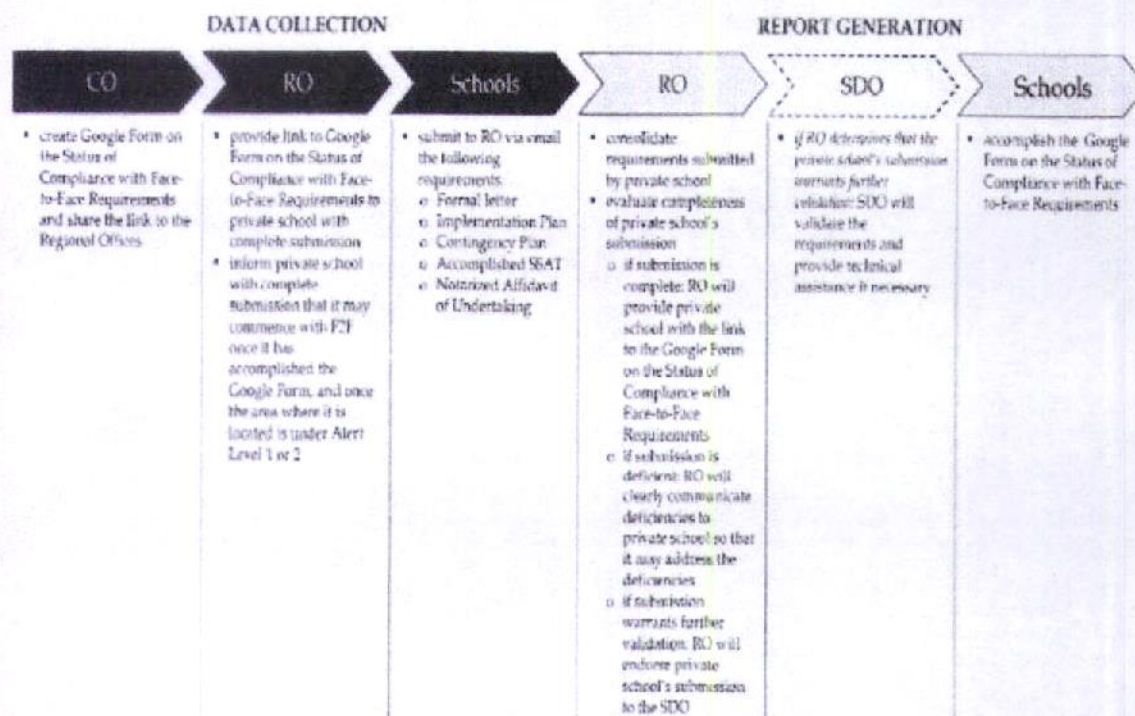 DATA COLLECTION
REPORT GENERATION
CO
• create Google Form on
the Status of
Compliance with Face-
to-Face Requirements
and share the link to the
Regional Offices
RO
• provide link to Google
Form on the Status of
Compliance with Face-
to-Face Requirements to
private school with
complete submission
• inform private school
with complete
submission that it may
commence with F2F
once it has
accomplished the
Google Form, and once
the area where it is
located is under Alert
Level 1 or 2
Schools
• submit to RO via email
the following
requirements
o Formal letter
o Implementation Plan
o Contingency Plan
o Accomplished SSAT
o Notarized Affidavit
of Undertaking
RO
• consolidate
requirements submitted
by private school
• evaluate completeness
of private school's
submission
o if submission is
complete: RO will
provide private
school with the link
to the Google Form
on the Status of
Compliance with
Face-to-Face
Requirements
o if submission is
deficient: RO will
clearly communicate
deficiencies to
private school so that
it may address the
deficiencies
o if submission
warrants further
validation: RO will
endorse private
school's submission
to the SDO
SDO
• if RO determines that the
private school's submission
warrants further
validation: SDO will
validate the
requirements and
provide technical
assistance if necessary
Schools
• accomplish the Google
Form on the Status of
Compliance with Face-
to-Face Requirements